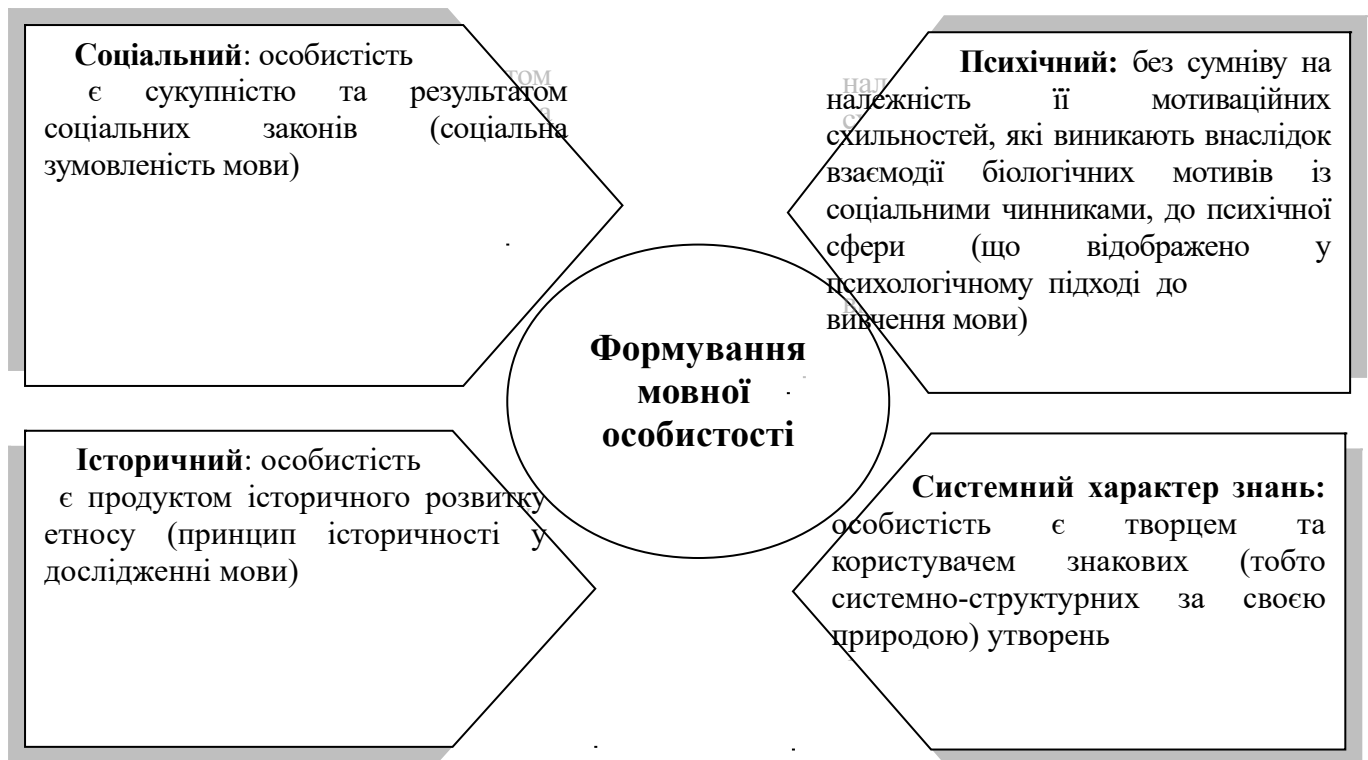 Соціальний: особистість
є сукупністю та результатом
соціальних законів (соціальна
зумовленість мови)
Психічний: без сумніву на
належність її мотиваційних
схильностей, які виникають внаслідок
взаємодії біологічних мотивів із
соціальними чинниками, до психічної
сфери (що відображено у
психологічному підході до
вивчення мови)
Формування
мовної
особистості
Історичний: особистість
є продуктом історичного розвитку
етносу (принцип історичності у
дослідженні мови)
Системний характер знань:
особистість є творцем та
користувачем знакових (тобто
системно-структурних за своєю
природою) утворень